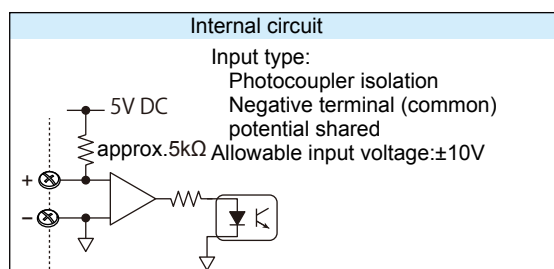 Internal circuit
Input type:
Photocoupler isolation
Negative terminal (common)
potential shared
Allowable input voltage:±10V
5V DC
approx.5kΩ
+
−